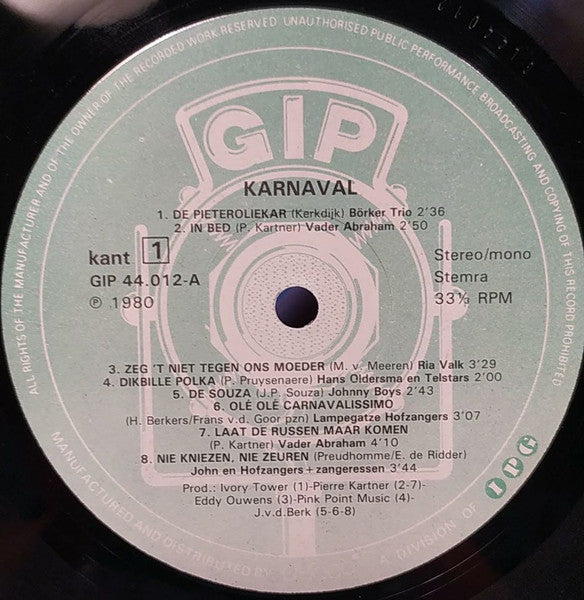 ALL RIGHTS OF THE MANUFACTURER AND OF THE OWNER OF THE RECORDED WORK RESERVED UNAUTHORISED PUBLIC PERFORMANCE BROADCASTING AND COPYING OF THIS RECORD PROHIBITED
GIP
KARNAVAL
1. DE PIETEROLIEKAR (Kerkdijk) Börker Trio 2'36
2. IN BED (P. Kartner) Vader Abraham 2'50
kant 1
GIP 44.012-A
℗ 1980
Stereo/mono
Stemra
33⅓ RPM
3. ZEG 'T NIET TEGEN ONS MOEDER (M. v. Meeren) Ria Valk 3'29
4. DIKBILLE POLKA (P. Pruysenaere) Hans Oldersma en Telstars 2'00
5. DE SOUZA (J.P. Souza) Johnny Boys 2'43
6. OLÉ OLÉ CARNAVALISSIMO
(H. Berkers/Frans v.d. Goor pzn) Lampegatze Hofzangers 3'07
7. LAAT DE RUSSEN MAAR KOMEN
(P. Kartner) Vader Abraham 4'10
8. NIE KNIEZEN, NIE ZEUREN (Preudhomme/E. de Ridder)
John en Hofzangers + zangeressen 3'44
Prod.: Ivory Tower (1)-Pierre Kartner (2-7)-
Eddy Ouwens (3)-Pink Point Music (4)-
J.v.d.Berk (5-6-8)
MANUFACTURED AND DISTRIBUTED BY
A DIVISION OF IPG